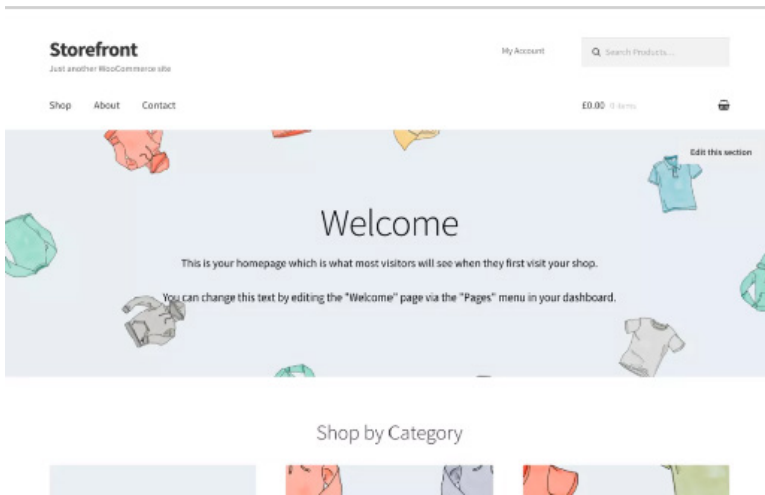 Storefront
Just another WooCommerce site
My Account
Search Products...
Shop About Contact
£0.00 0 items
Edit this section
Welcome
This is your homepage which is what most visitors will see when they first visit your shop.
You can change this text by editing the "Welcome" page via the "Pages" menu in your dashboard.
Shop by Category